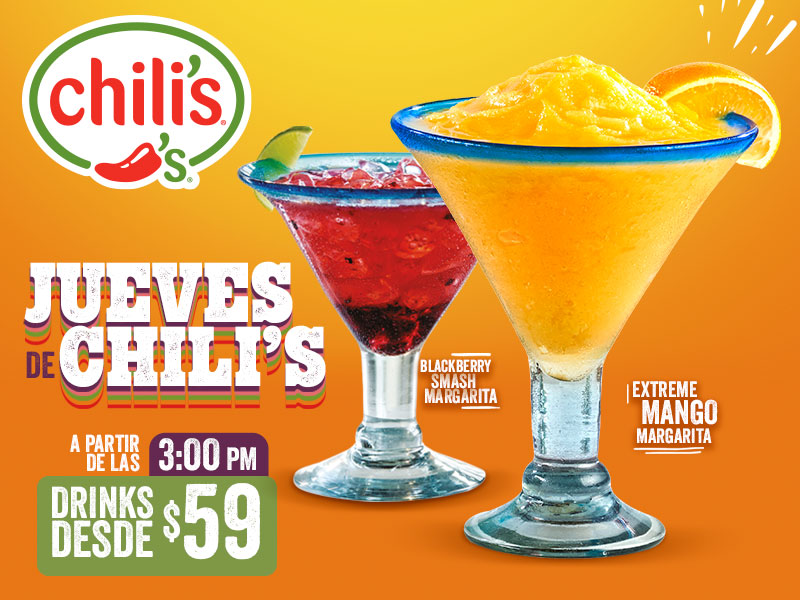 chili's®
's®
JUEVES
DE CHILI'S
A PARTIR
DE LAS
3:00 PM
DRINKS
DESDE
$59
BLACKBERRY
SMASH
MARGARITA
EXTREME
MANGO
MARGARITA